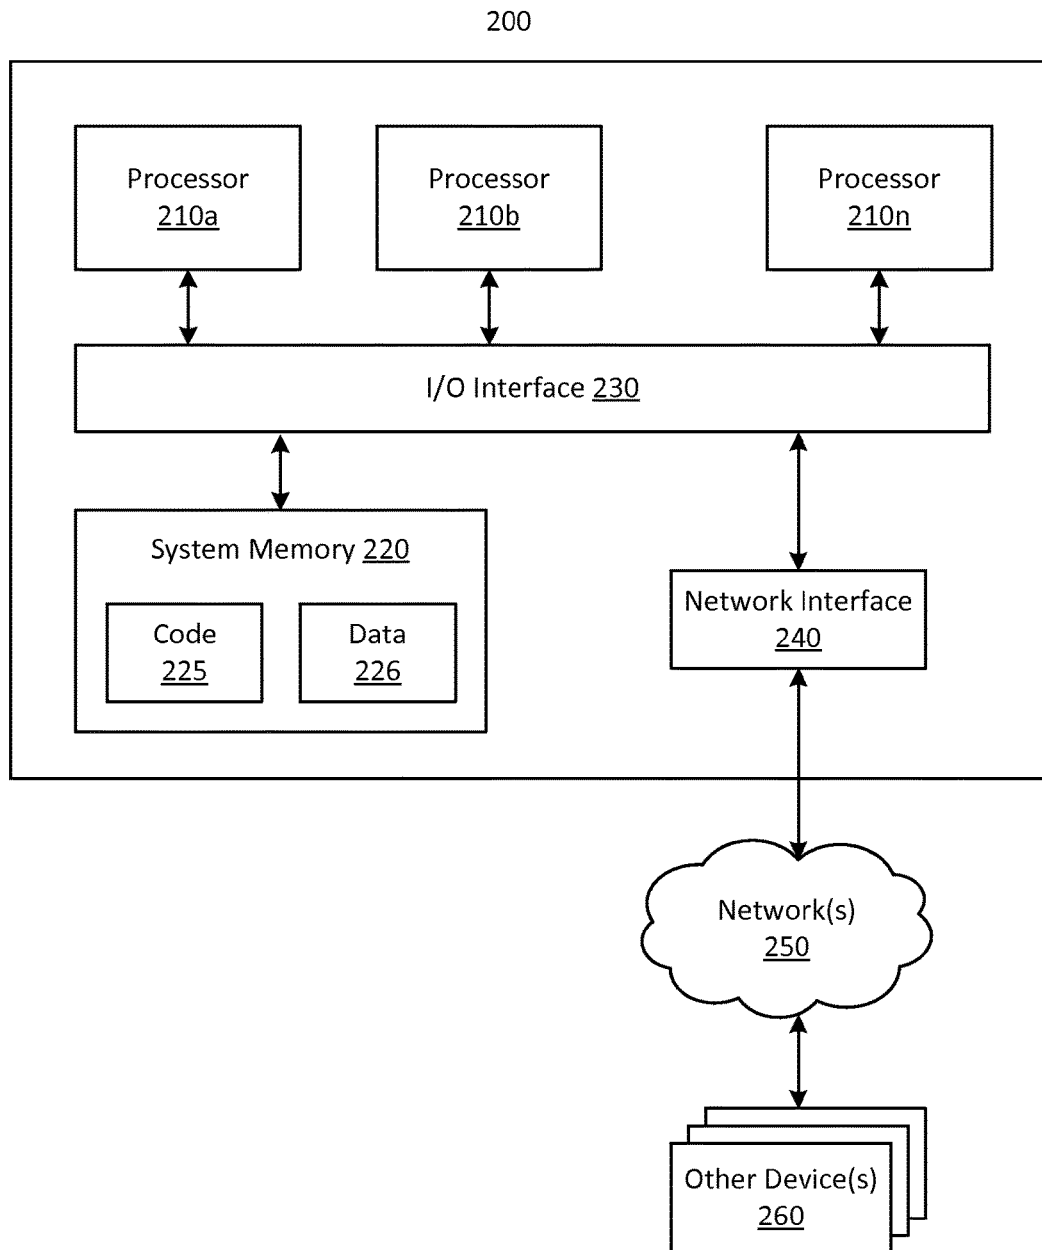 200
Processor
210a
Processor
210b
Processor
210n
I/O Interface 230
System Memory 220
Code
225
Data
226
Network Interface
240
Network(s)
250
Other Device(s)
260